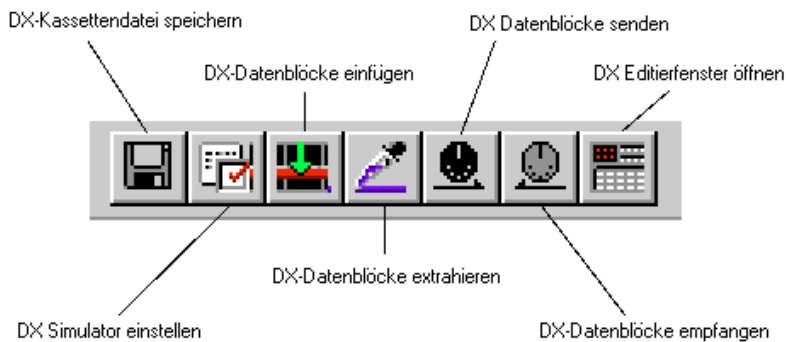 DX-Kassettendatei speichern
DX Datenblöcke senden
DX-Datenblöcke einfügen
DX Editierfenster öffnen
DX-Datenblöcke extrahieren
DX Simulator einstellen
DX-Datenblöcke empfangen